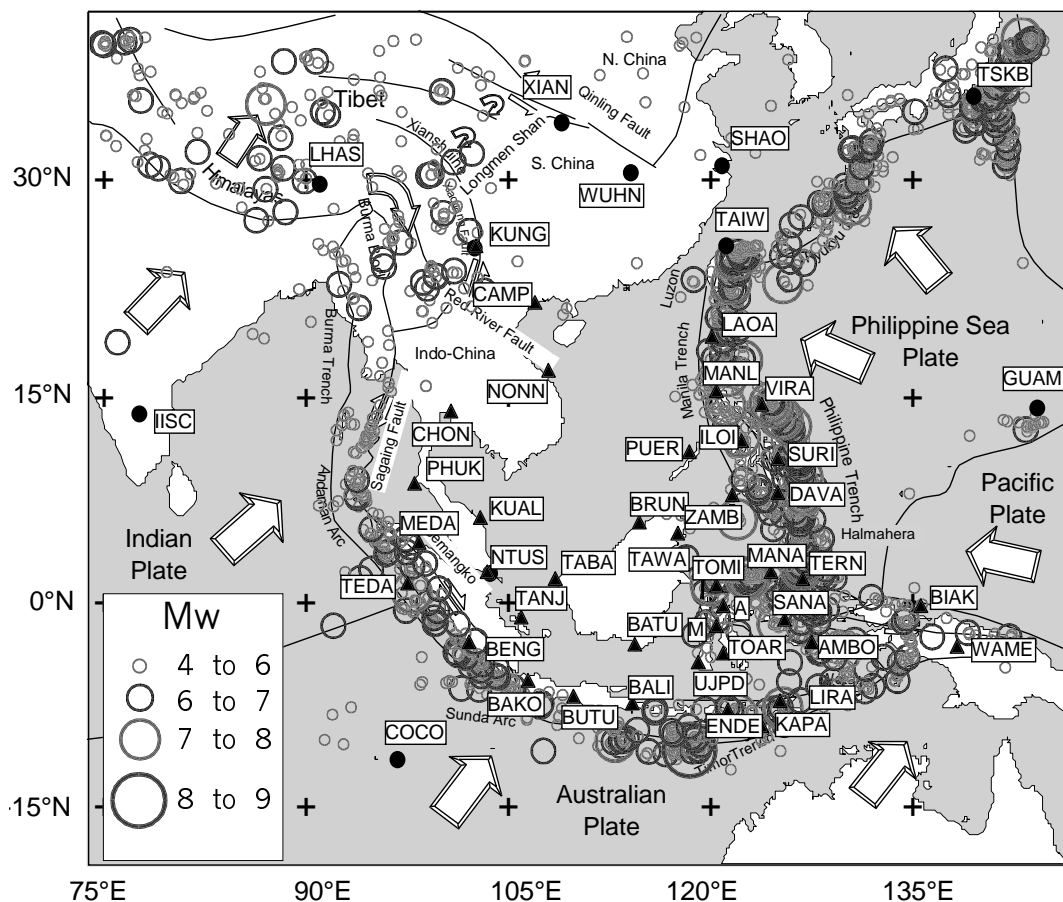 N. China
TSKB
XIAN
Tibet
Qinling Fault
SHAO
Longmen Shan
S. China
LHAS
WUHN
30°N
Himalayas
TAIW
KUNG
Luzon
CAMP
Red River Fault
LAOA
Philippine Sea
Plate
Burma Trench
Indo-China
MANL
VIRA
GUAM
15°N
NONN
Manila Trench
IISC
CHON
ILOI
Philippine Trench
PUER
SURI
Sagaing Fault
PHUK
DAVA
Pacific
Plate
Andaman Arc
KUAL
BRUN
ZAMB
Halmahera
MEDA
Indian
Plate
NTUS
TABA
TAWA
TOMI
MANA
TERN
TEDA
0°N
TANJ
A
SANA
BIAK
Mw
BATU
M
BENG
TOAR
AMBO
WAME
4 to 6
UJPD
BAKO
BALI
LIRA
6 to 7
Sunda Arc
BUTU
ENDE
KAPA
7 to 8
COCO
Timor Trench
8 to 9
Australian
Plate
-15°N
75°E
90°E
105°E
120°E
135°E